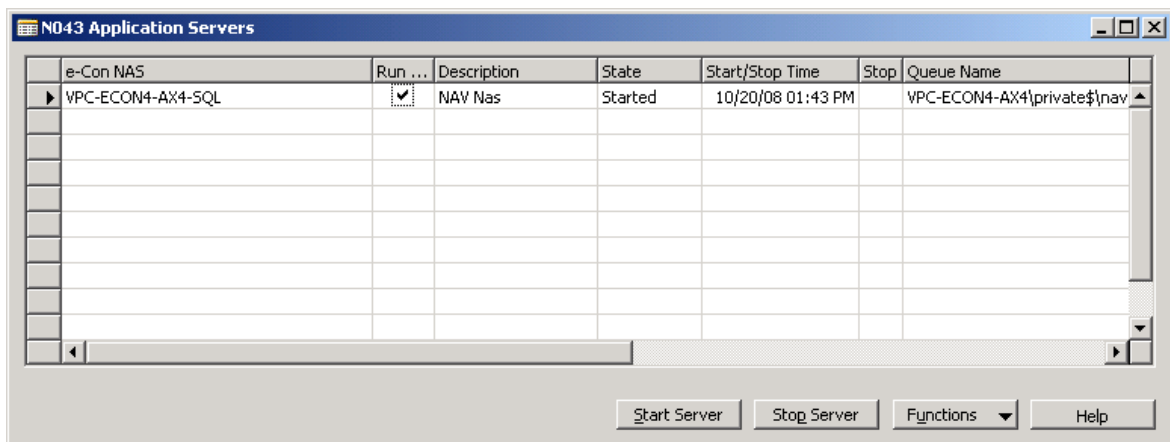 N043 Application Servers
e-Con NAS Run ... Description State Start/Stop Time Stop Queue Name
VPC-ECON4-AX4-SQL NAV Nas Started 10/20/08 01:43 PM VPC-ECON4-AX4\private$\nav
Start Server Stop Server Functions Help